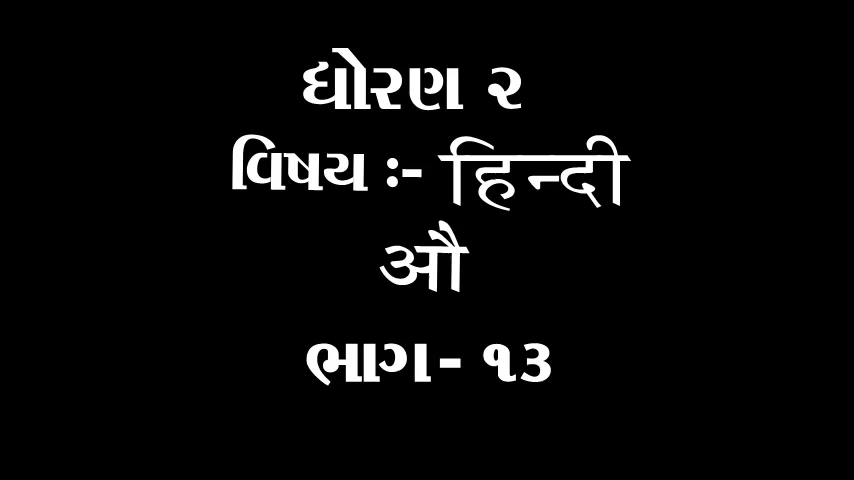 ધોરણ ૨
વિષય :- हिन्दी
औ
ભાગ- ૧૩